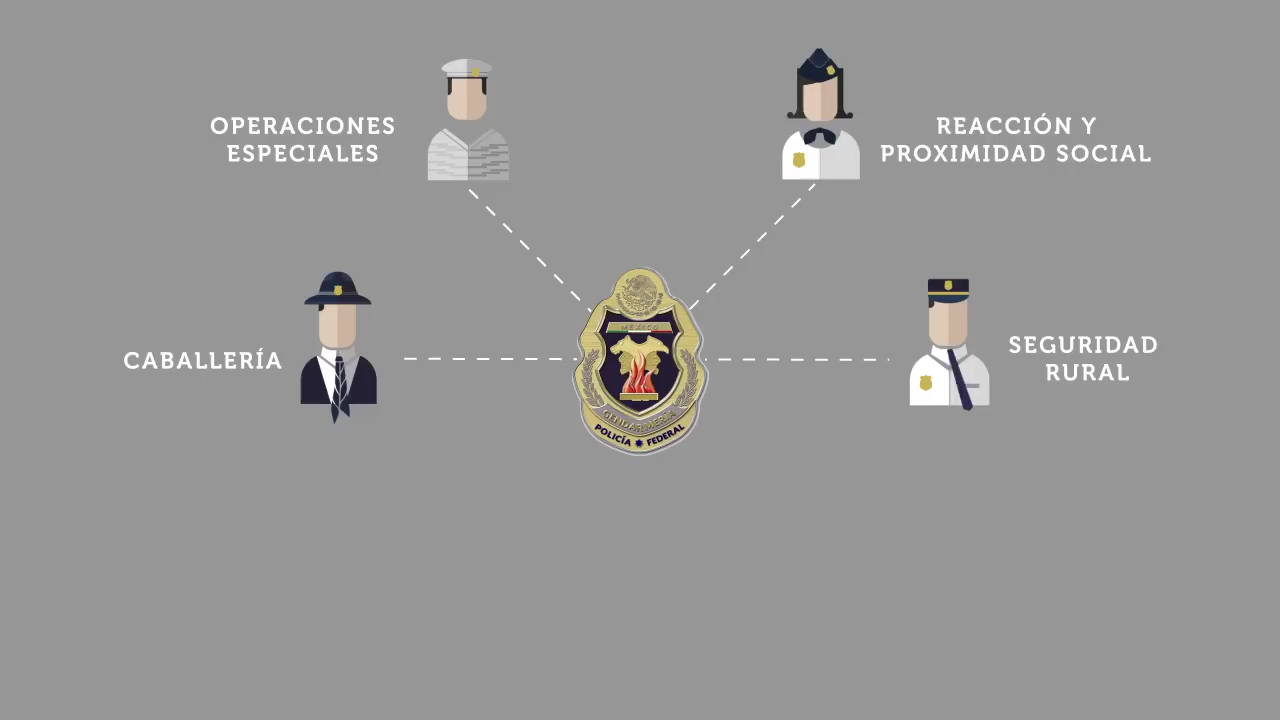 OPERACIONES
ESPECIALES
REACCIÓN Y
PROXIMIDAD SOCIAL
CABALLERÍA
SEGURIDAD
RURAL
MÉXICO
GENDARMERÍA
POLICÍA FEDERAL